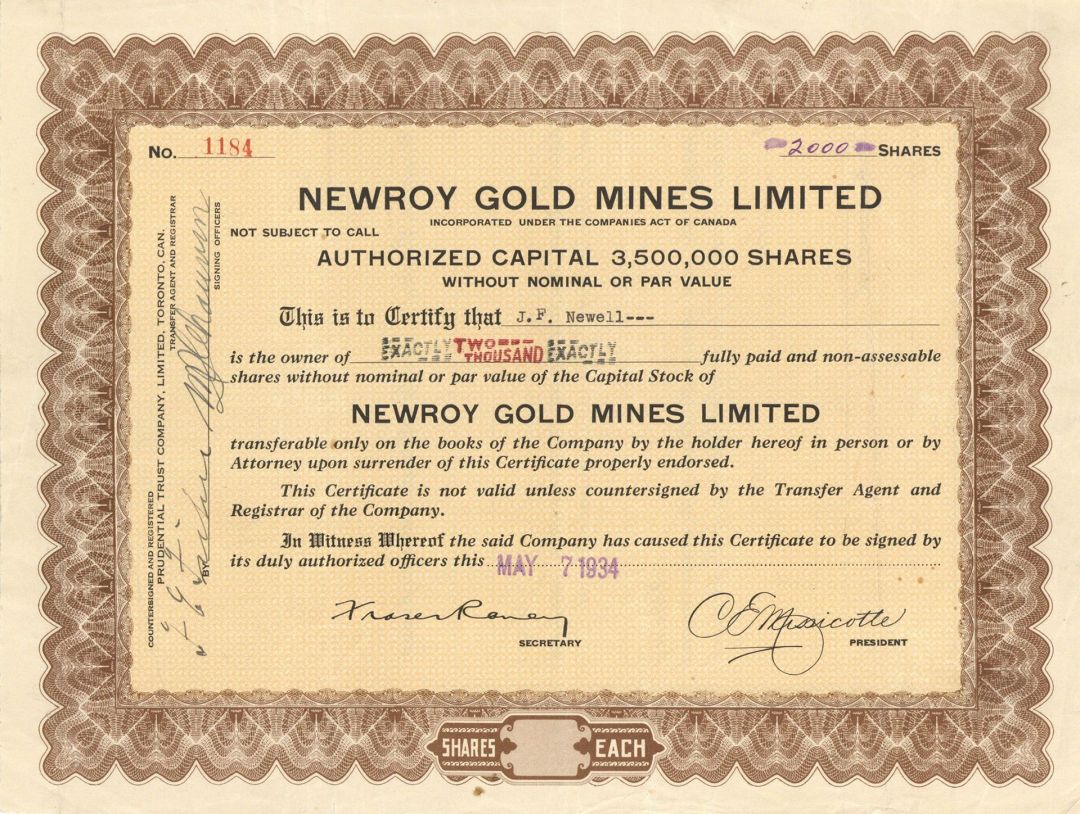 No. 1184
2000 SHARES
NEWROY GOLD MINES LIMITED
INCORPORATED UNDER THE COMPANIES ACT OF CANADA
NOT SUBJECT TO CALL
AUTHORIZED CAPITAL 3,500,000 SHARES
WITHOUT NOMINAL OR PAR VALUE
This is to Certify that J.F. Newell---
is the owner of EXACTLY TWO THOUSAND EXACTLY fully paid and non-assessable
shares without nominal or par value of the Capital Stock of
NEWROY GOLD MINES LIMITED
transferable only on the books of the Company by the holder hereof in person or by
Attorney upon surrender of this Certificate properly endorsed.
This Certificate is not valid unless countersigned by the Transfer Agent and
Registrar of the Company.
In Witness Whereof the said Company has caused this Certificate to be signed by
its duly authorized officers this MAY 7 1934
Fraser Raney
SECRETARY
C E Missicotte
PRESIDENT
COUNTERSIGNED AND REGISTERED
PRUDENTIAL TRUST COMPANY, LIMITED, TORONTO, CAN.
TRANSFER AGENT AND REGISTRAR
BY
SIGNING OFFICERS
SHARES EACH